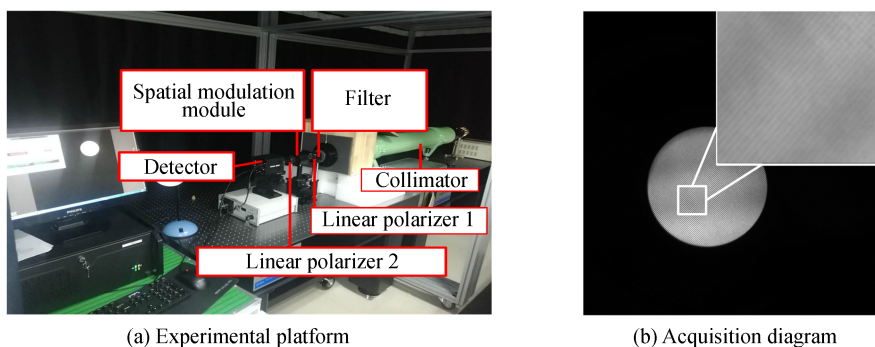 Spatial modulation
module
Filter
Detector
Collimator
Linear polarizer 1
Linear polarizer 2
(a) Experimental platform
(b) Acquisition diagram